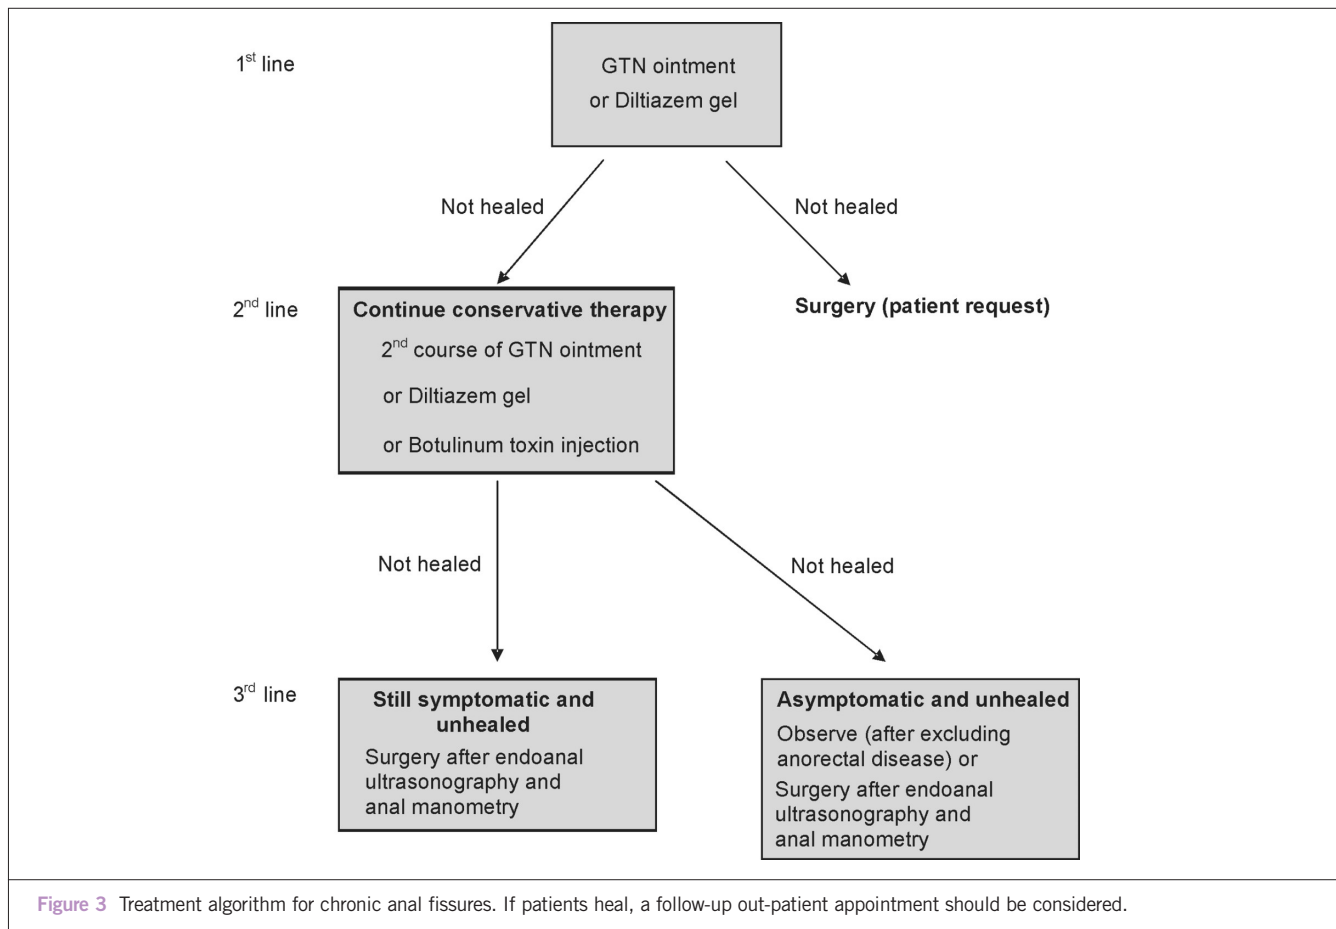 1st line
GTN ointment
or Diltiazem gel
Not healed
Not healed
2nd line
Continue conservative therapy
2nd course of GTN ointment
or Diltiazem gel
or Botulinum toxin injection
Surgery (patient request)
Not healed
Not healed
3rd line
Still symptomatic and
unhealed
Surgery after endoanal
ultrasonography and
anal manometry
Asymptomatic and unhealed
Observe (after excluding
anorectal disease) or
Surgery after endoanal
ultrasonography and
anal manometry
Figure 3 Treatment algorithm for chronic anal fissures. If patients heal, a follow-up out-patient appointment should be considered.